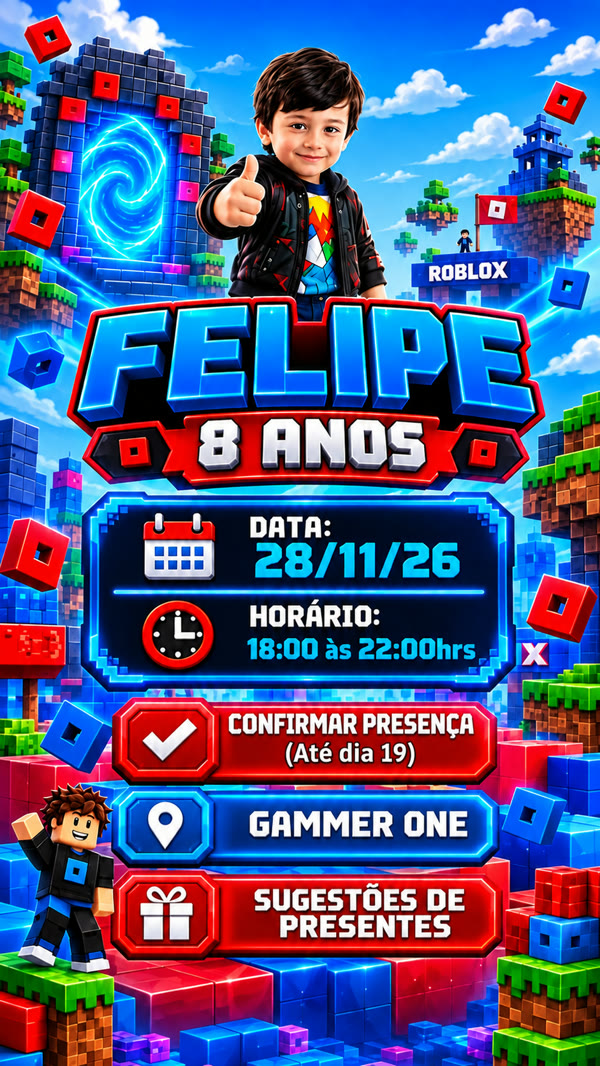 ROBLOX
FELIPE
8 ANOS
DATA:
28/11/26
HORÁRIO:
18:00 às 22:00hrs
X
CONFIRMAR PRESENÇA
(Até dia 19)
GAMMER ONE
SUGESTÕES DE
PRESENTES